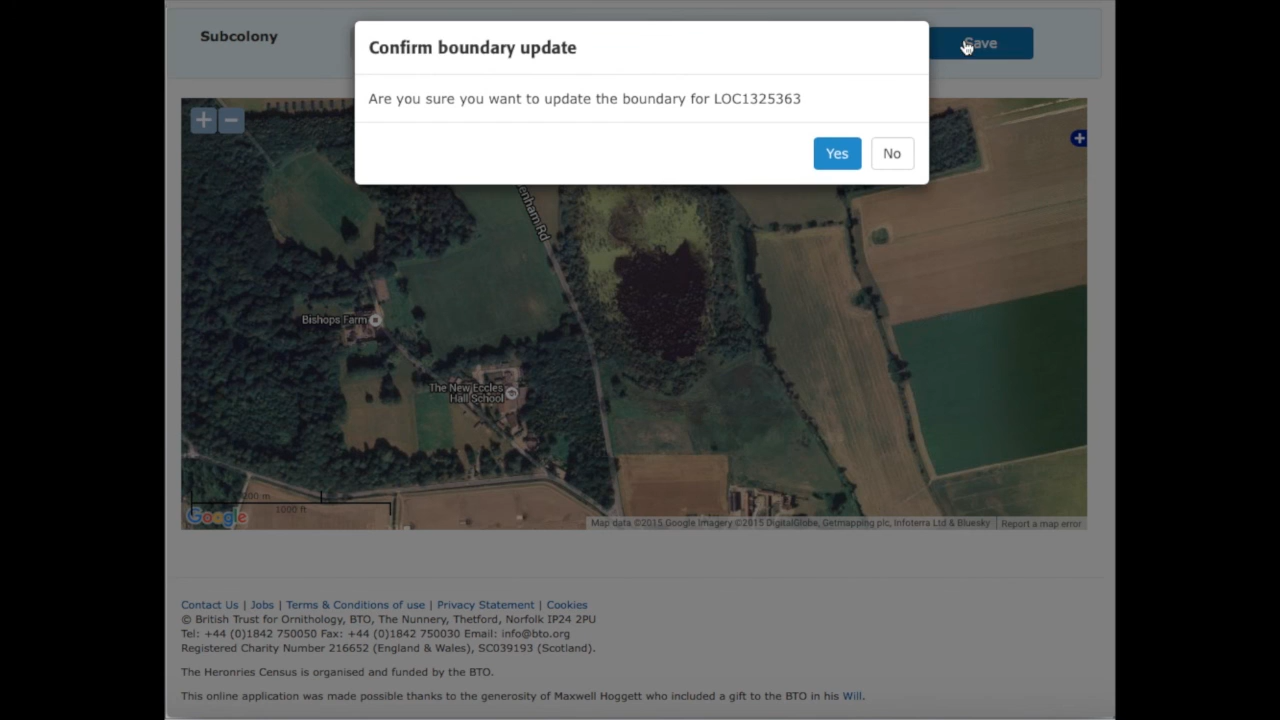 Subcolony
Confirm boundary update
Save
Are you sure you want to update the boundary for LOC1325363
Yes
No
+ −
enham Rd
Bishops Farm
The New Eccles
Hall School
200 m
1000 ft
Google
Map data ©2015 Google Imagery ©2015 DigitalGlobe, Getmapping plc, Infoterra Ltd & Bluesky
Report a map error
Contact Us | Jobs | Terms & Conditions of use | Privacy Statement | Cookies
© British Trust for Ornithology, BTO, The Nunnery, Thetford, Norfolk IP24 2PU
Tel: +44 (0)1842 750050 Fax: +44 (0)1842 750030 Email: info@bto.org
Registered Charity Number 216652 (England & Wales), SC039193 (Scotland).
The Heronries Census is organised and funded by the BTO.
This online application was made possible thanks to the generosity of Maxwell Hoggett who included a gift to the BTO in his Will.